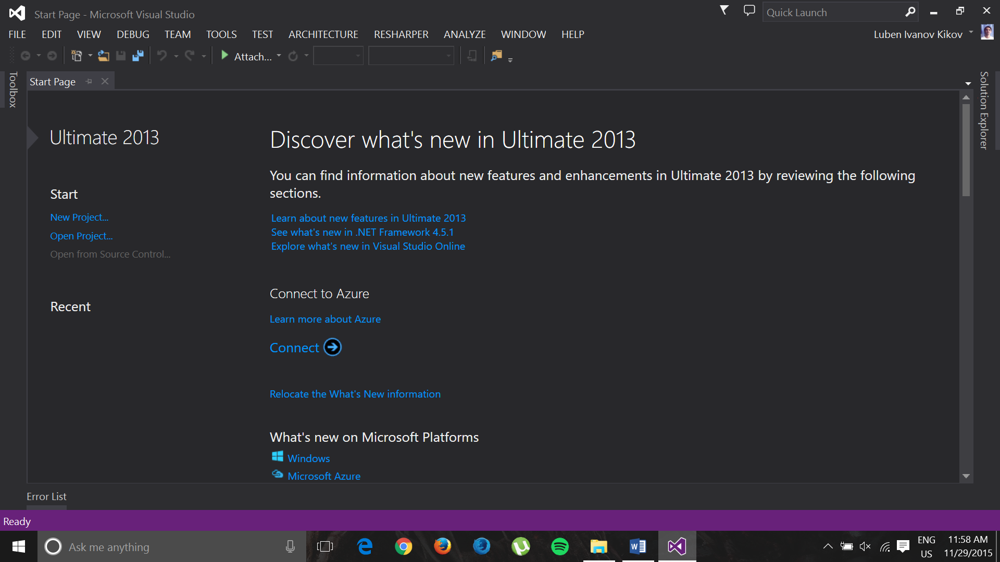 Start Page - Microsoft Visual Studio
Quick Launch
FILE EDIT VIEW DEBUG TEAM TOOLS TEST ARCHITECTURE RESHARPER ANALYZE WINDOW HELP
Luben Ivanov Kikov
Attach...
Toolbox
Start Page
Solution Explorer
Ultimate 2013
Start
New Project...
Open Project...
Open from Source Control...
Recent
Discover what's new in Ultimate 2013
You can find information about new features and enhancements in Ultimate 2013 by reviewing the following
sections.
Learn about new features in Ultimate 2013
See what's new in .NET Framework 4.5.1
Explore what's new in Visual Studio Online
Connect to Azure
Learn more about Azure
Connect
Relocate the What's New information
What's new on Microsoft Platforms
Windows
Microsoft Azure
Error List
Ready
Ask me anything
ENG
US
11:58 AM
11/29/2015